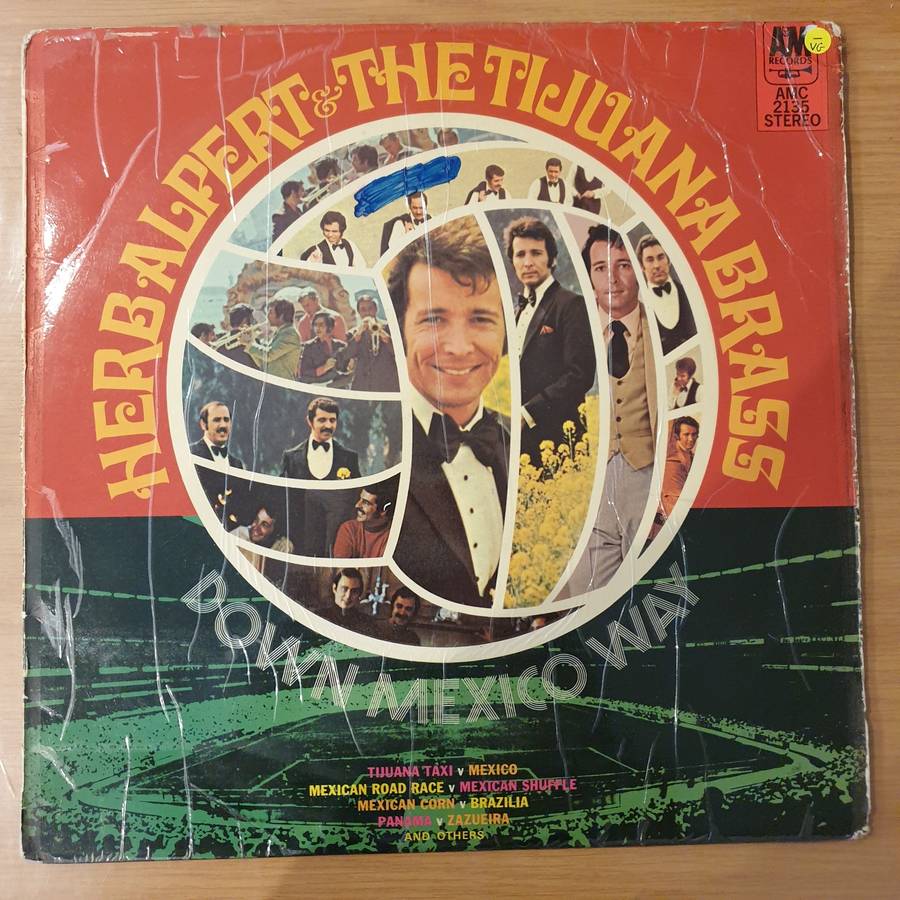 HERB ALPERT & THE TIJUANA BRASS
AM
RECORDS
VG
AMC
2135
STEREO
DOWN MEXICO WAY
TIJUANA TAXI v MEXICO
MEXICAN ROAD RACE v MEXICAN SHUFFLE
MEXICAN CORN v BRAZILIA
PANAMA v ZAZUEIRA
AND OTHERS